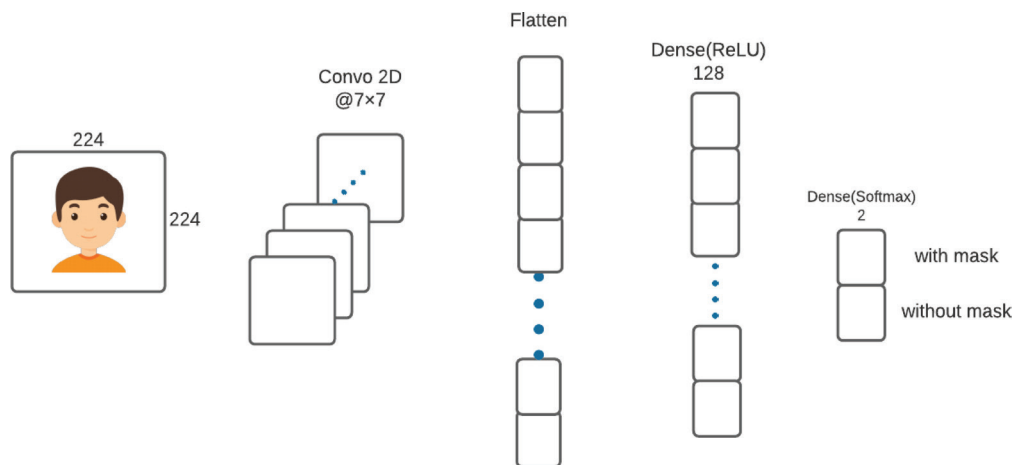 224
224
Convo 2D
@7×7
Flatten
Dense(ReLU)
128
Dense(Softmax)
2
with mask
without mask